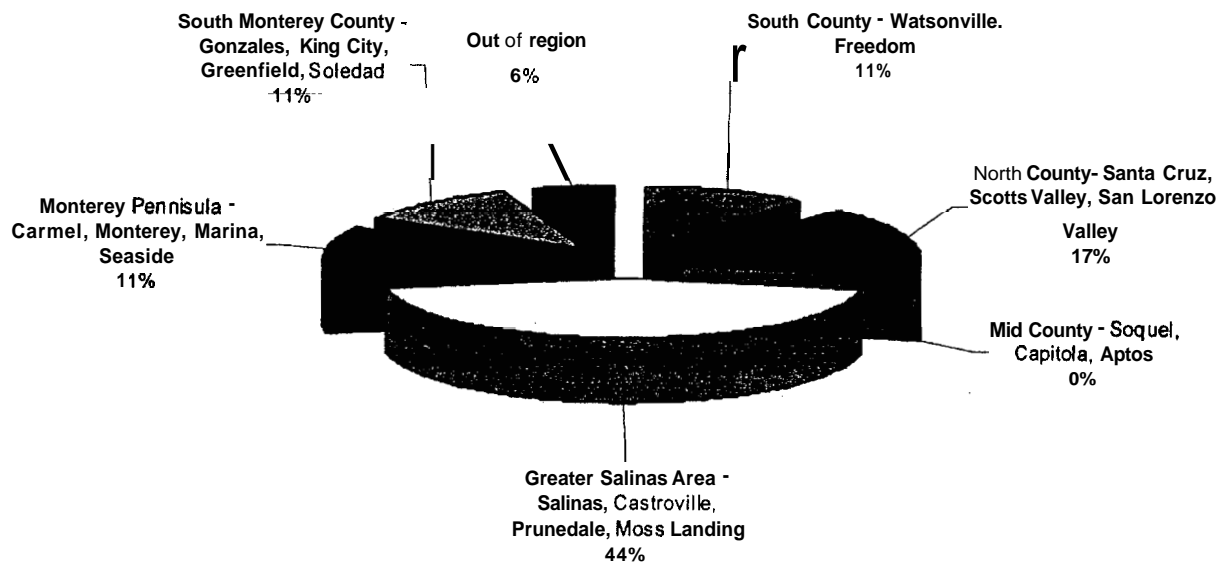 South Monterey County -
Gonzales, King City,
Greenfield, Soledad
11%
Out of region
6%
South County - Watsonville.
Freedom
11%
North County- Santa Cruz,
Scotts Valley, San Lorenzo
Valley
17%
Mid County - Soquel,
Capitola, Aptos
0%
Greater Salinas Area -
Salinas, Castroville,
Prunedale, Moss Landing
44%
Monterey Pennisula -
Carmel, Monterey, Marina,
Seaside
11%